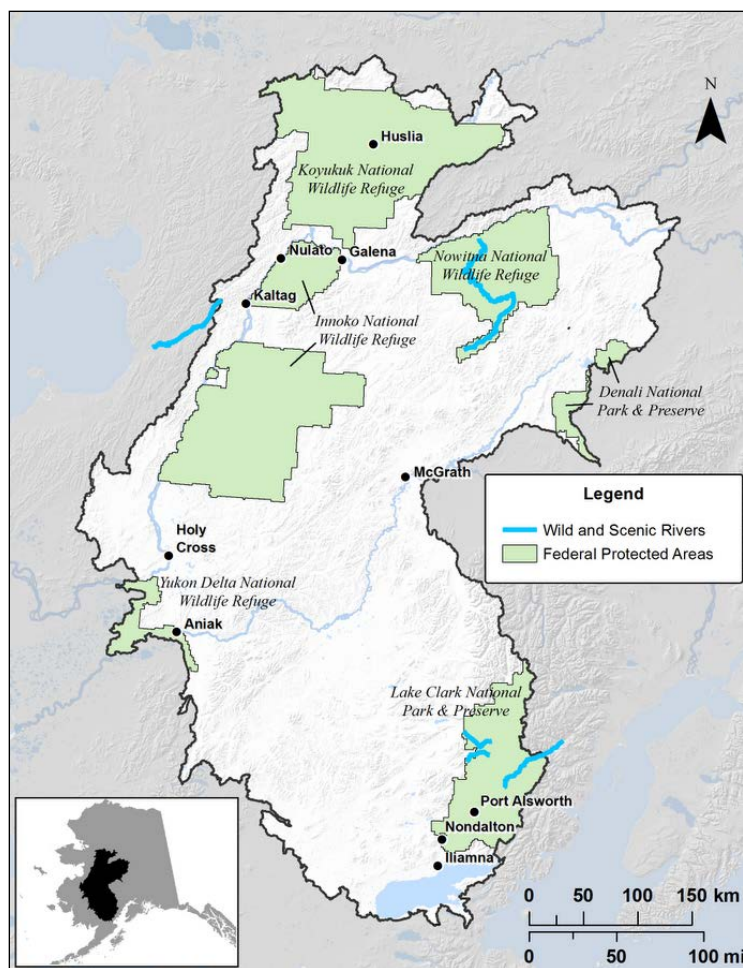 N
Huslia
Koyukuk National
Wildlife Refuge
Nulato
Galena
Nowitna National
Wildlife Refuge
Kaltag
Innoko National
Wildlife Refuge
Denali National
Park & Preserve
McGrath
Legend
Wild and Scenic Rivers
Federal Protected Areas
Holy
Cross
Yukon Delta National
Wildlife Refuge
Aniak
Lake Clark National
Park & Preserve
Port Alsworth
Nondalton
Iliamna
0 50 100 150 km
0 50 100 mi